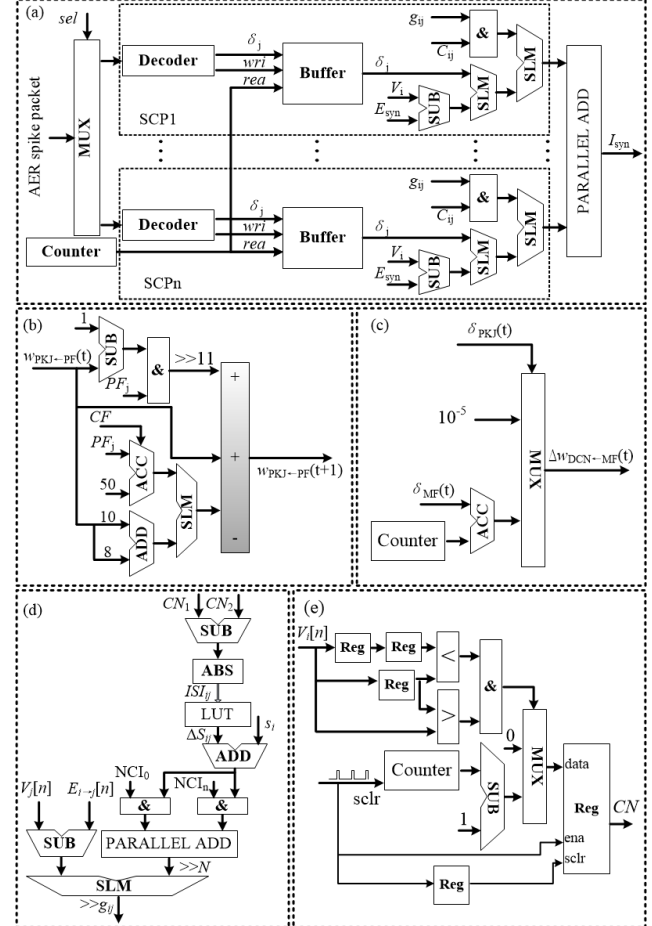 (a)
sel
AER spike packet
MUX
Decoder
δj
wri
rea
Buffer
δj
gij
Cij
&
Vi
Esyn
SUB
SLM
SLM
SCP1
PARALLEL ADD
Isyn
Decoder
δj
wri
rea
Buffer
δj
gij
Cij
&
Vi
Esyn
SUB
SLM
SLM
Counter
SCPn
(b)
1
SUB
wPKJ←PF(t)
&
>>11
PFj
CF
PFj
ACC
50
10
8
ADD
SLM
+
+
-
wPKJ←PF(t+1)
(c)
δPKJ(t)
10-5
MUX
ΔwDCN←MF(t)
δMF(t)
Counter
ACC
(d)
CN1 CN2
SUB
ABS
ISIij
LUT
ΔSij
si
ADD
NCI0
NCIn
& &
Vj[n] Ei→j[n]
SUB
PARALLEL ADD
>>N
SLM
>>gij
(e)
Vi[n]
Reg
Reg
<
Reg
>
&
0
MUX
Counter
sclr
SUB
1
data
Reg
ena
sclr
CN
Reg